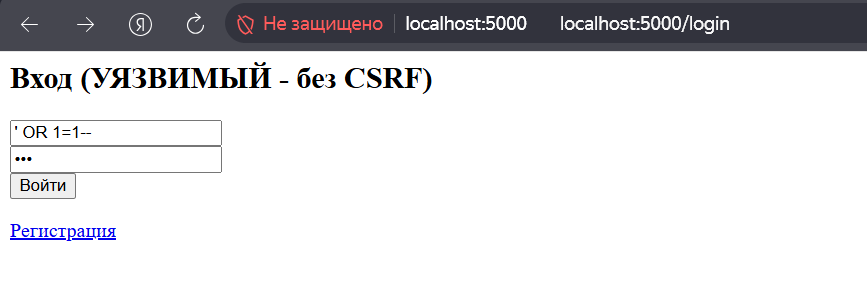 Не защищено localhost:5000 localhost:5000/login
Вход (УЯЗВИМЫЙ - без CSRF)
' OR 1=1--
•••
Войти
Регистрация